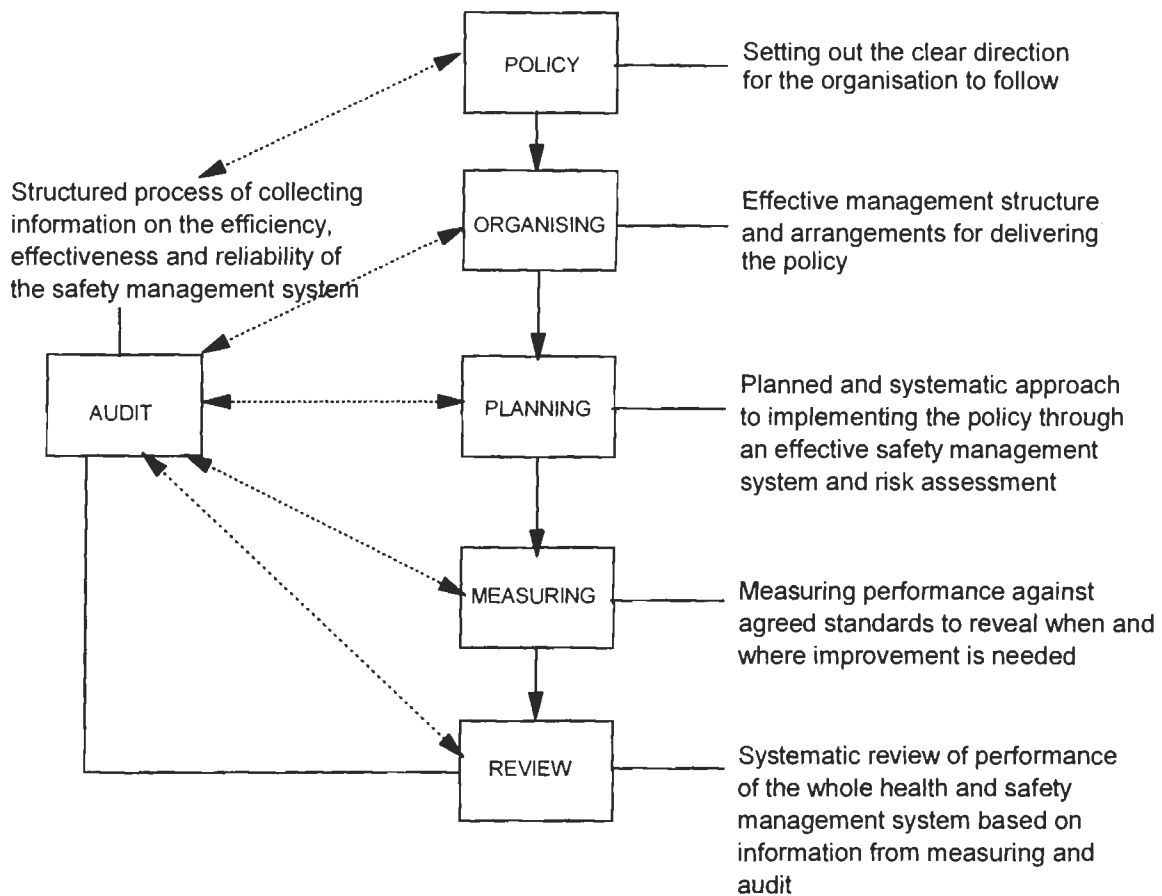 POLICY
Setting out the clear direction
for the organisation to follow
Structured process of collecting
information on the efficiency,
effectiveness and reliability of
the safety management system
ORGANISING
Effective management structure
and arrangements for delivering
the policy
AUDIT
PLANNING
Planned and systematic approach
to implementing the policy through
an effective safety management
system and risk assessment
MEASURING
Measuring performance against
agreed standards to reveal when and
where improvement is needed
REVIEW
Systematic review of performance
of the whole health and safety
management system based on
information from measuring and
audit